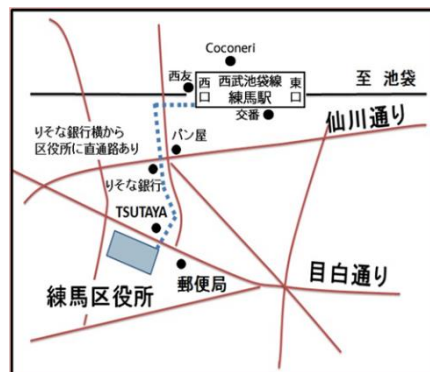 Coconeri
西友
西口
西武池袋線
練馬駅
東口
至 池袋
交番
仙川通り
りそな銀行横から
区役所に直通路あり
パン屋
りそな銀行
TSUTAYA
目白通り
練馬区役所
郵便局